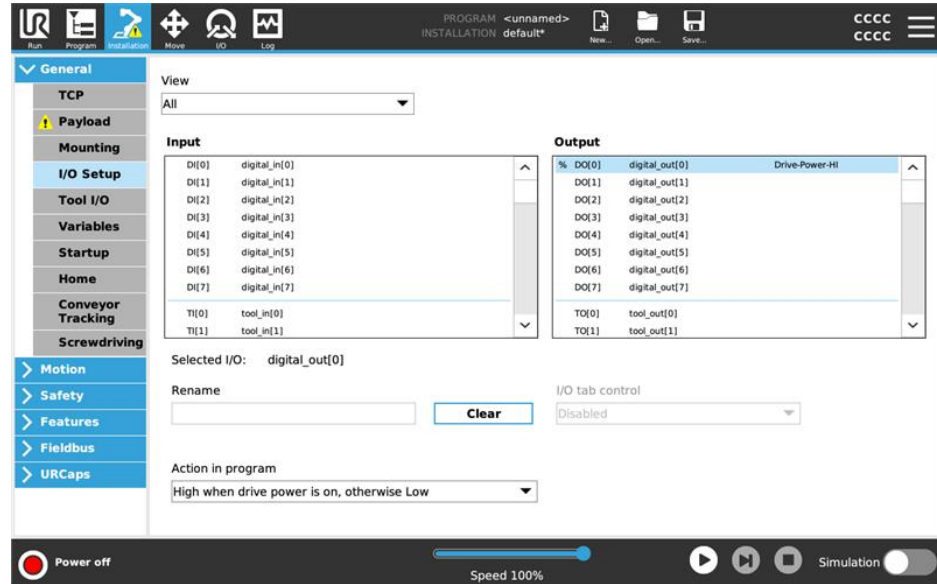 UR
PROGRAM <unnamed>
INSTALLATION default*
cccc
cccc
Run Program Installation Move I/O Log New... Open... Save...
General
TCP
Payload
Mounting
I/O Setup
Tool I/O
Variables
Startup
Home
Conveyor
Tracking
Screwdriving
Motion
Safety
Features
Fieldbus
URCaps
View
All
Input
DI[0] digital_in[0]
DI[1] digital_in[1]
DI[2] digital_in[2]
DI[3] digital_in[3]
DI[4] digital_in[4]
DI[5] digital_in[5]
DI[6] digital_in[6]
DI[7] digital_in[7]
TI[0] tool_in[0]
TI[1] tool_in[1]
Output
% DO[0] digital_out[0] Drive-Power-HI
DO[1] digital_out[1]
DO[2] digital_out[2]
DO[3] digital_out[3]
DO[4] digital_out[4]
DO[5] digital_out[5]
DO[6] digital_out[6]
DO[7] digital_out[7]
TO[0] tool_out[0]
TO[1] tool_out[1]
Selected I/O: digital_out[0]
Rename
Clear
I/O tab control
Disabled
Action in program
High when drive power is on, otherwise Low
Power off
Speed 100%
Simulation